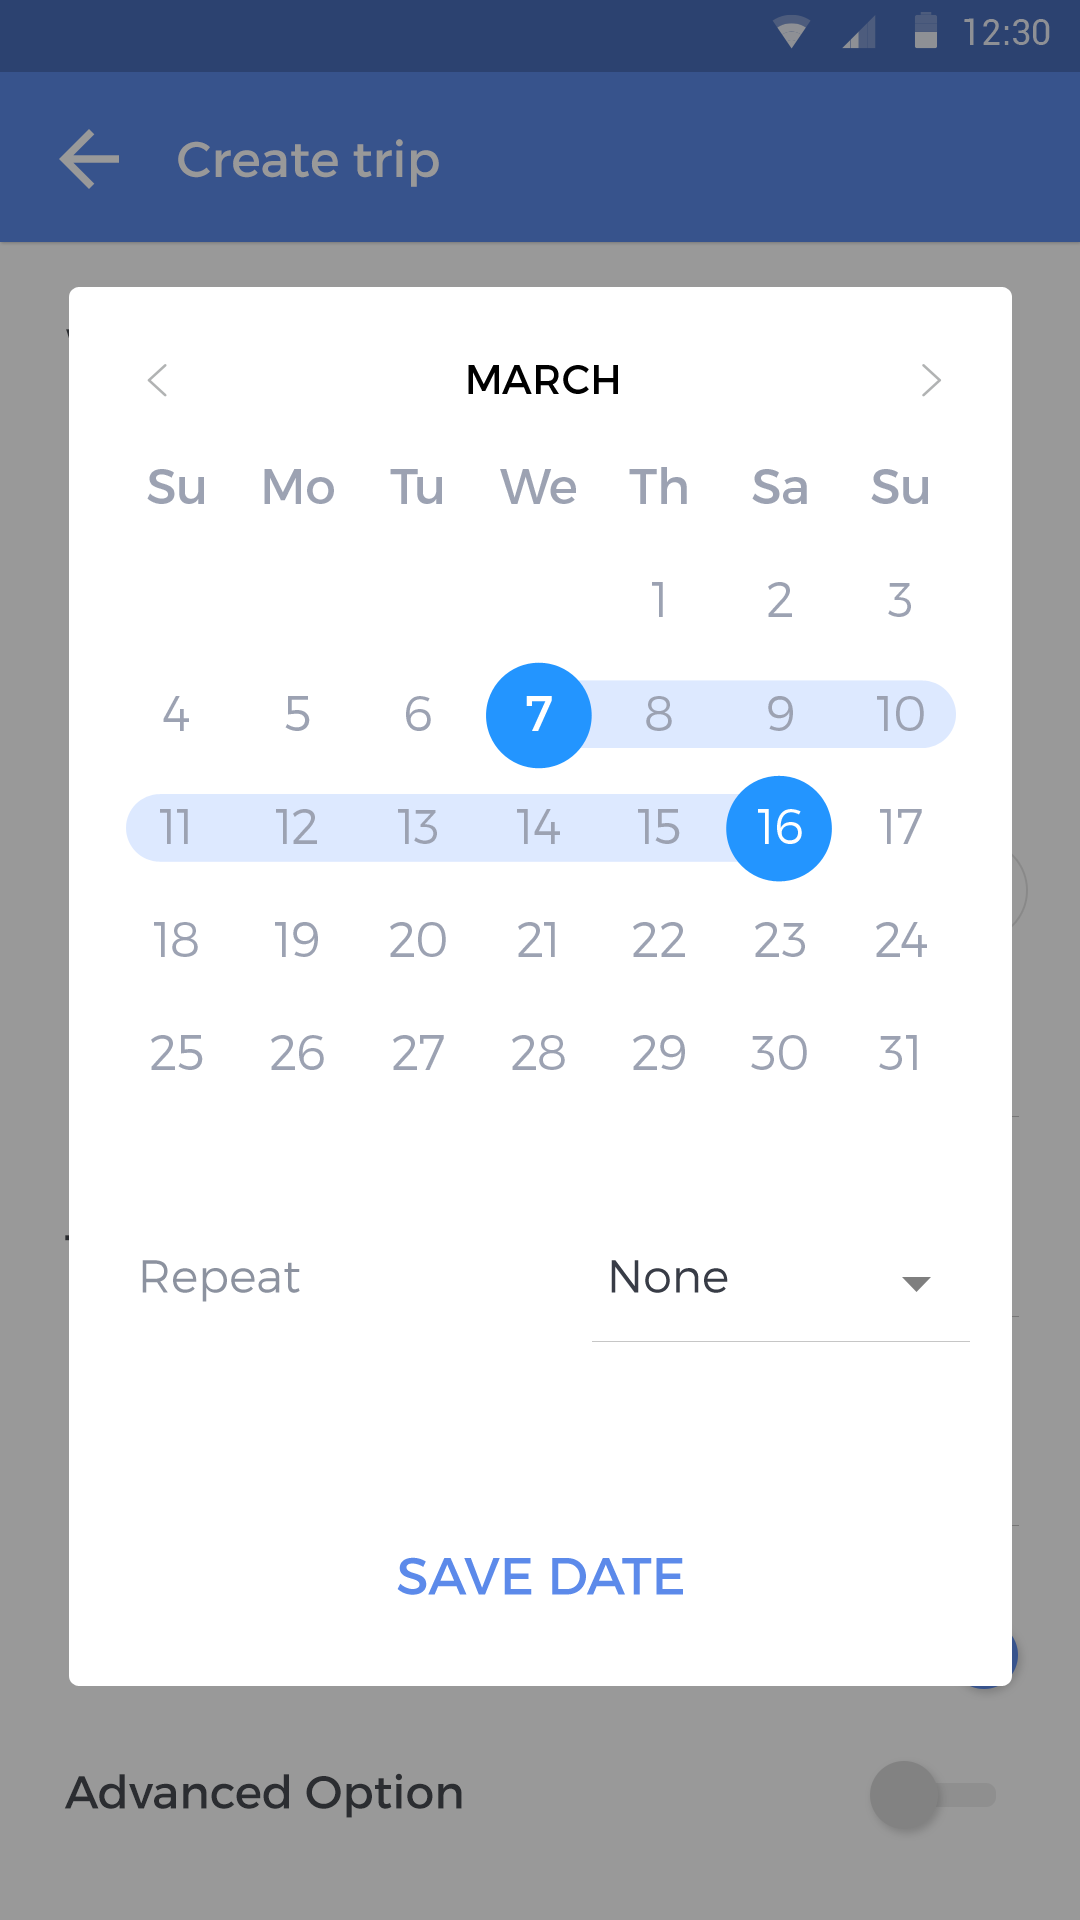 12:30
Create trip
MARCH
Su Mo Tu We Th Sa Su
1 2 3
4 5 6 7 8 9 10
11 12 13 14 15 16 17
18 19 20 21 22 23 24
25 26 27 28 29 30 31
Repeat None
SAVE DATE
Advanced Option